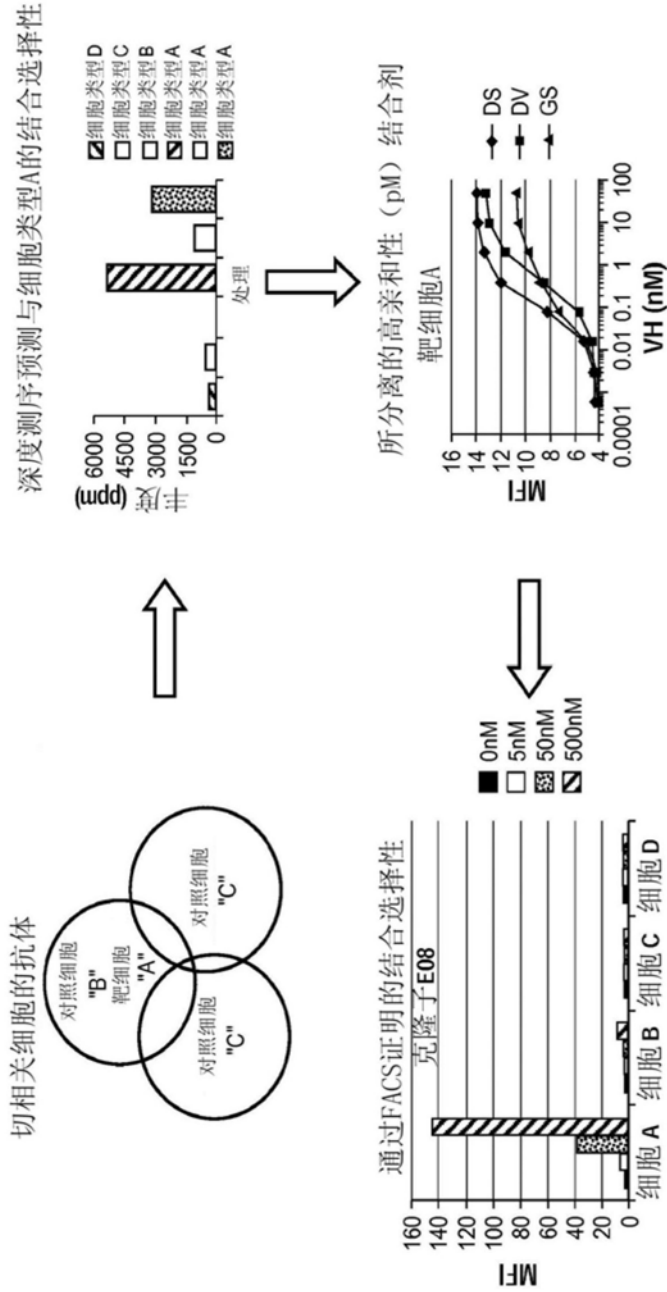 切相关细胞的抗体
对照细胞
"B"
靶细胞
"A"
对照细胞
"C"
对照细胞
"C"
深度测序预测与细胞类型A的结合选择性
丰度
(ppm)
6000
4500
3000
1500
0
处理
细胞类型D
细胞类型C
细胞类型B
细胞类型A
细胞类型A
细胞类型A
通过FACS证明的结合选择性
克隆子E08
MFI
160
140
120
100
80
60
40
20
0
细胞A
细胞B
细胞C
细胞D
0nM
5nM
50nM
500nM
所分离的高亲和性（pM）结合剂
靶细胞A
MFI
16
14
12
10
8
6
4
0.0001
0.01
0.1
1
10
100
VH (nM)
DS
DV
GS